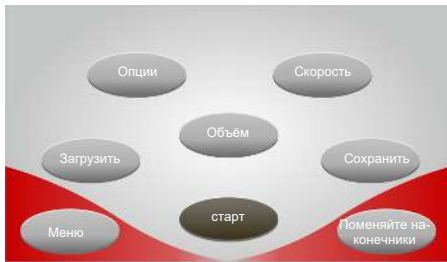 Опции
Скорость
Объём
Загрузить
Сохранить
Меню
старт
Поменяйте на-
конечники